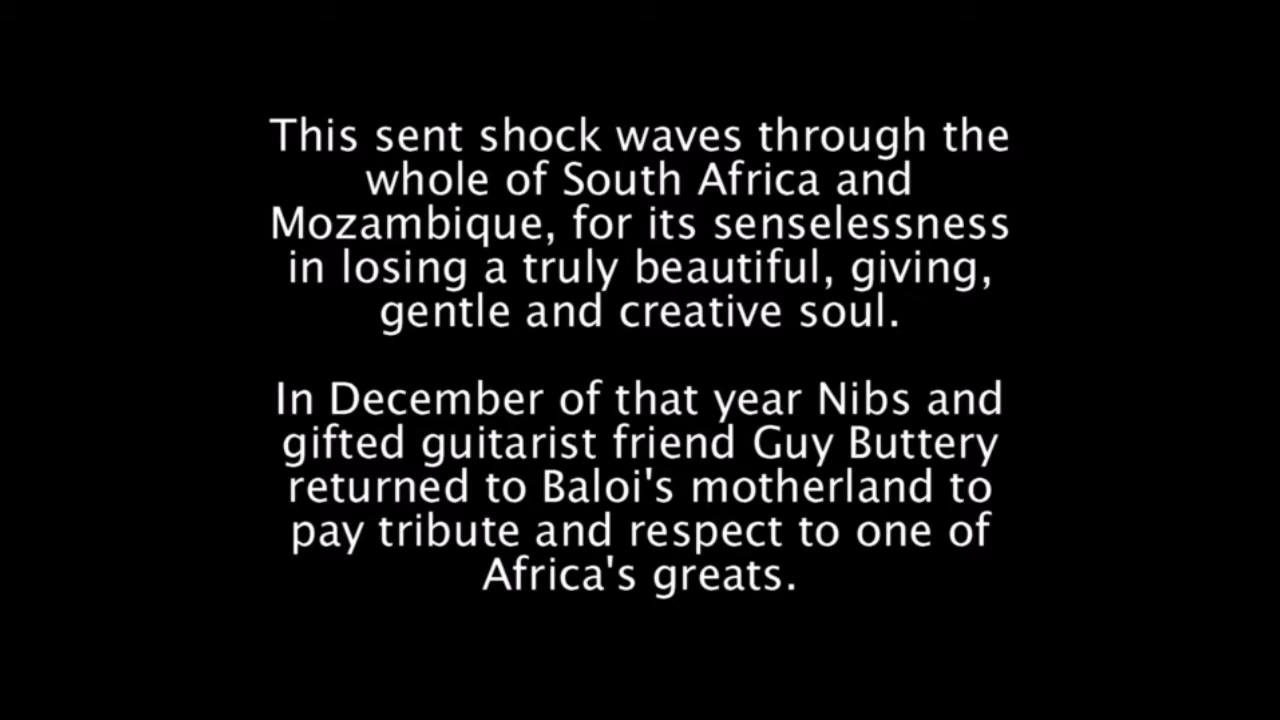 This sent shock waves through the
whole of South Africa and
Mozambique, for its senselessness
in losing a truly beautiful, giving,
gentle and creative soul.
In December of that year Nibs and
gifted guitarist friend Guy Buttery
returned to Baloi's motherland to
pay tribute and respect to one of
Africa's greats.